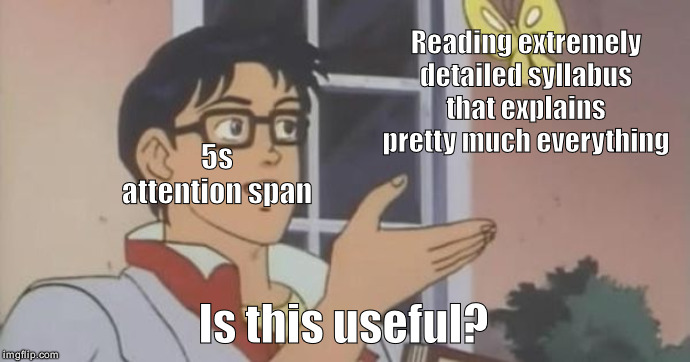 Reading extremely
detailed syllabus
that explains
pretty much everything
5s
attention span
Is this useful?
imgflip.com